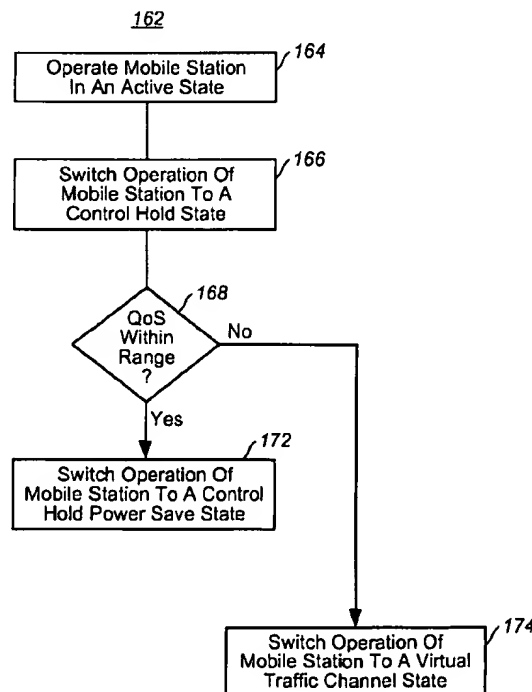 162
164
Operate Mobile Station
In An Active State
166
Switch Operation Of
Mobile Station To A
Control Hold State
168
QoS
Within
Range
?
No
Yes
172
Switch Operation Of
Mobile Station To A Control
Hold Power Save State
174
Switch Operation Of
Mobile Station To A Virtual
Traffic Channel State